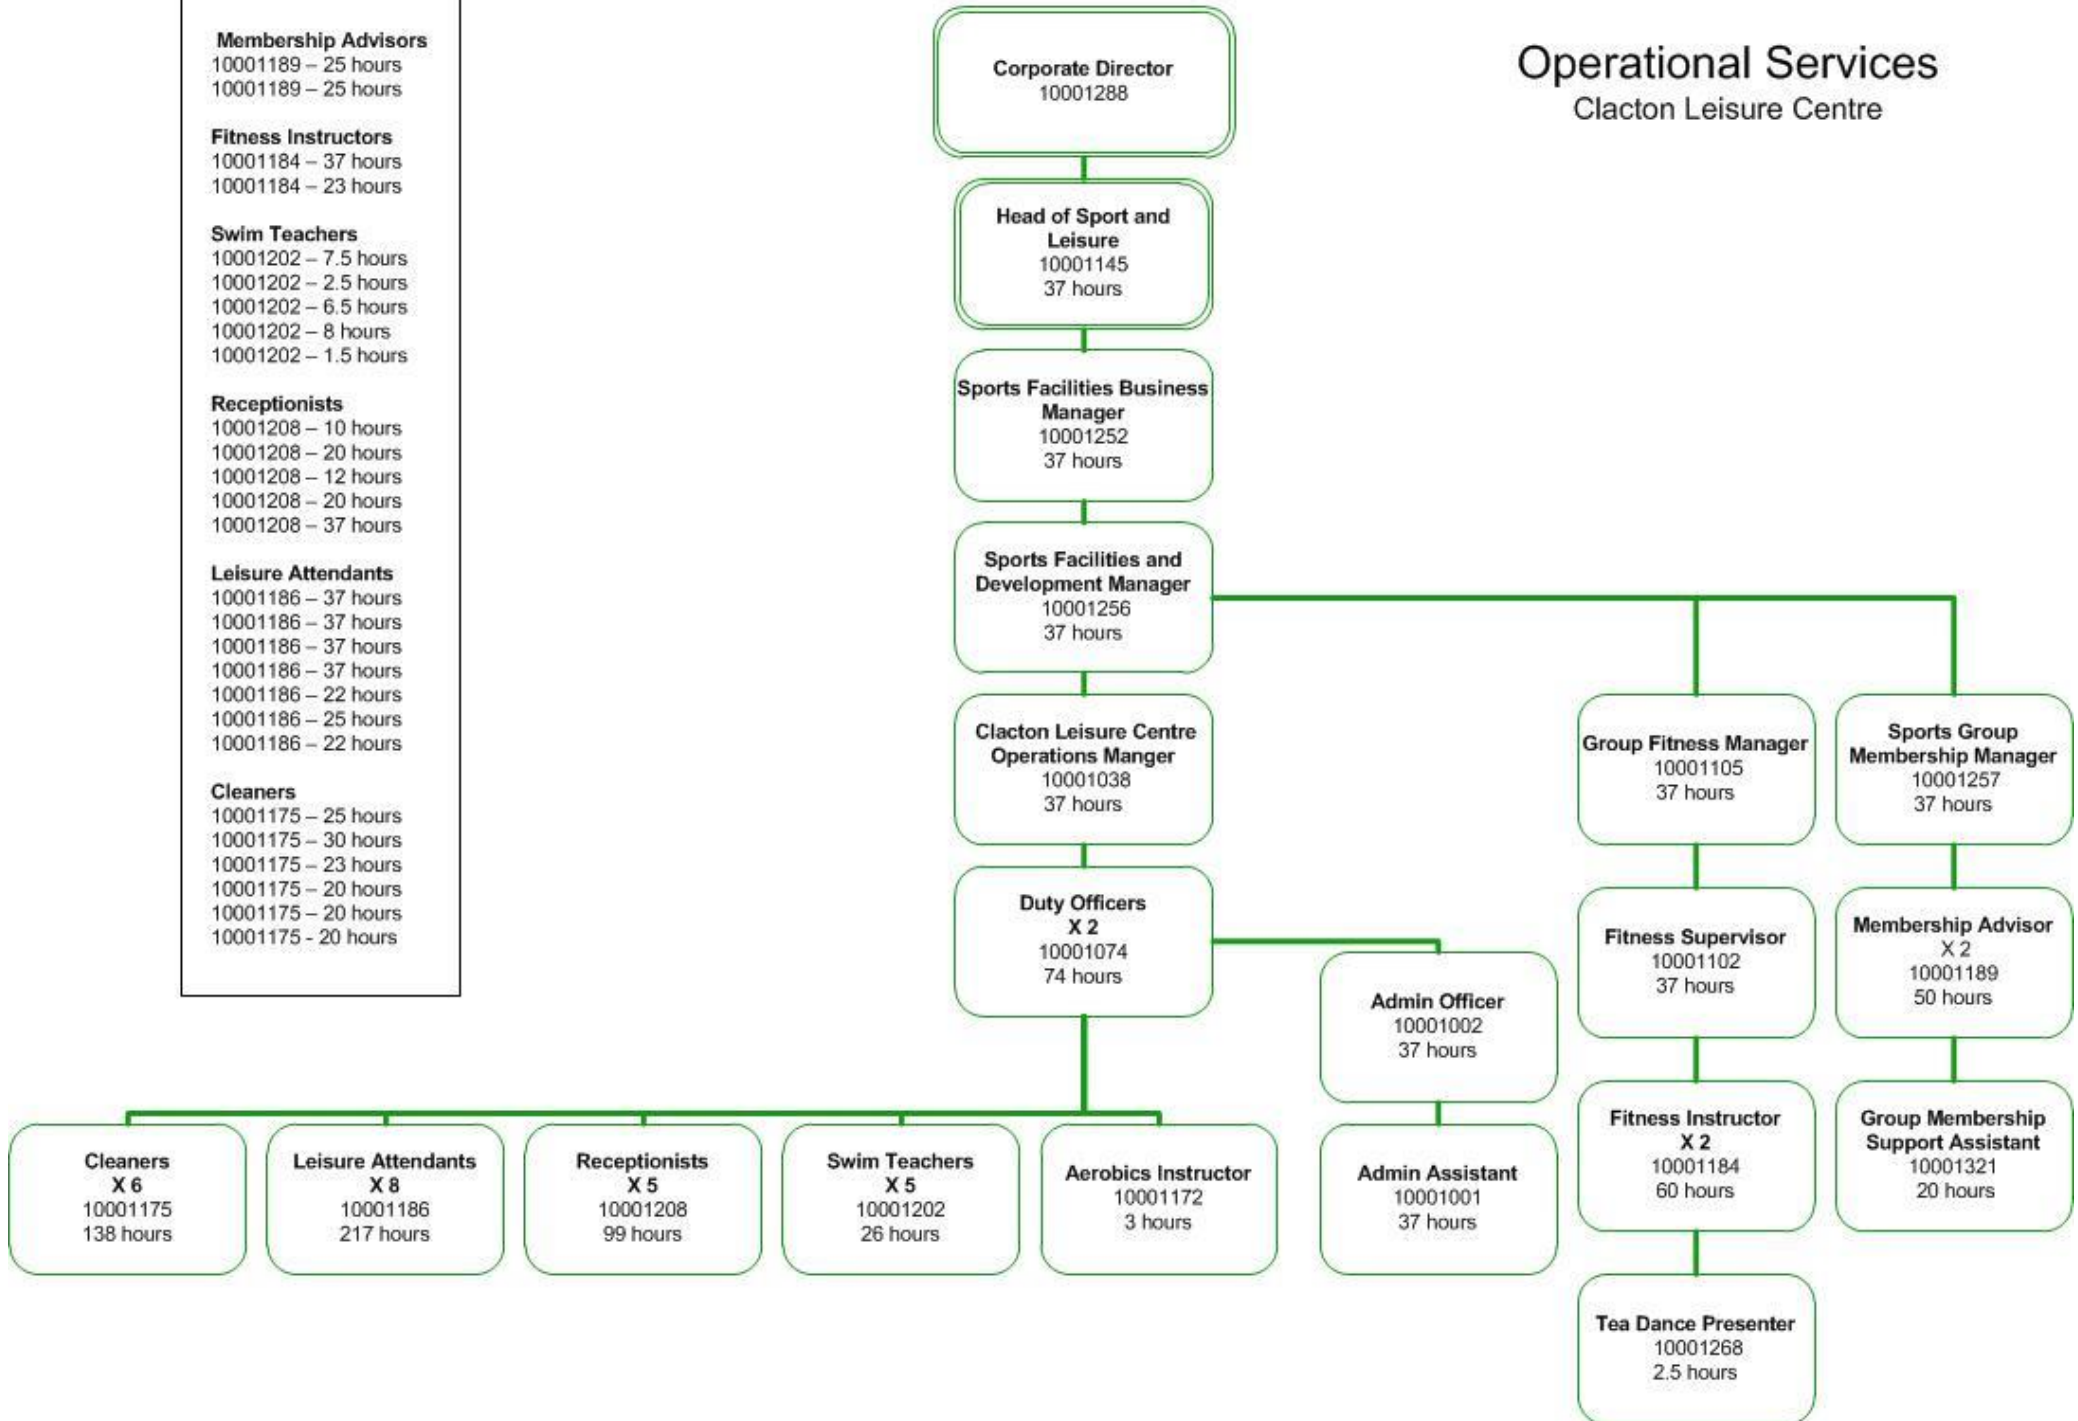 Membership Advisors
10001189 – 25 hours
10001189 – 25 hours
Fitness Instructors
10001184 – 37 hours
10001184 – 23 hours
Swim Teachers
10001202 – 7.5 hours
10001202 – 2.5 hours
10001202 – 6.5 hours
10001202 – 8 hours
10001202 – 1.5 hours
Receptionists
10001208 – 10 hours
10001208 – 20 hours
10001208 – 12 hours
10001208 – 20 hours
10001208 – 37 hours
Leisure Attendants
10001186 – 37 hours
10001186 – 37 hours
10001186 – 37 hours
10001186 – 37 hours
10001186 – 22 hours
10001186 – 25 hours
10001186 – 22 hours
Cleaners
10001175 – 25 hours
10001175 – 30 hours
10001175 – 23 hours
10001175 – 20 hours
10001175 – 20 hours
10001175 - 20 hours
Operational Services
Clacton Leisure Centre
Corporate Director
10001288
Head of Sport and
Leisure
10001145
37 hours
Sports Facilities Business
Manager
10001252
37 hours
Sports Facilities and
Development Manager
10001256
37 hours
Clacton Leisure Centre
Operations Manger
10001038
37 hours
Group Fitness Manager
10001105
37 hours
Sports Group
Membership Manager
10001257
37 hours
Duty Officers
X 2
10001074
74 hours
Admin Officer
10001002
37 hours
Fitness Supervisor
10001102
37 hours
Membership Advisor
X 2
10001189
50 hours
Cleaners
X 6
10001175
138 hours
Leisure Attendants
X 8
10001186
217 hours
Receptionists
X 5
10001208
99 hours
Swim Teachers
X 5
10001202
26 hours
Aerobics Instructor
10001172
3 hours
Admin Assistant
10001001
37 hours
Fitness Instructor
X 2
10001184
60 hours
Group Membership
Support Assistant
10001321
20 hours
Tea Dance Presenter
10001268
2.5 hours